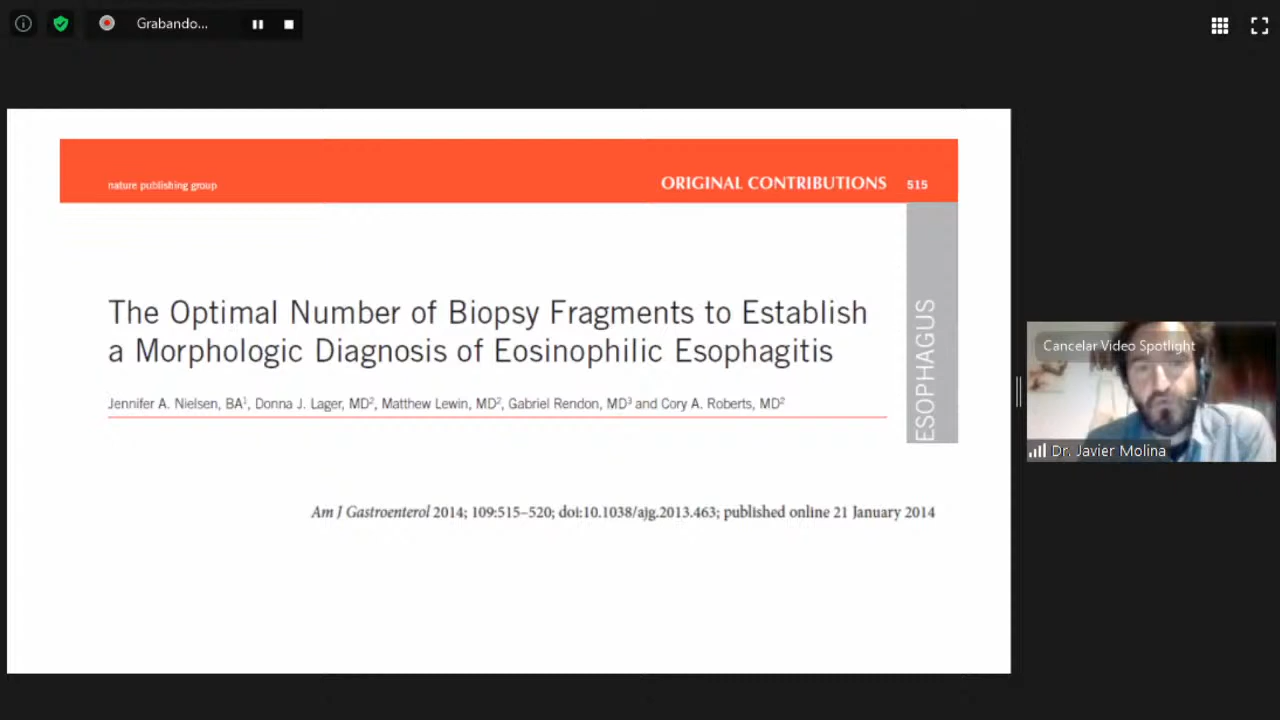 Grabando...
nature publishing group
ORIGINAL CONTRIBUTIONS 515
ESOPHAGUS
The Optimal Number of Biopsy Fragments to Establish
a Morphologic Diagnosis of Eosinophilic Esophagitis
Jennifer A. Nielsen, BA¹, Donna J. Lager, MD², Matthew Lewin, MD², Gabriel Rendon, MD³ and Cory A. Roberts, MD²
Am J Gastroenterol 2014; 109:515–520; doi:10.1038/ajg.2013.463; published online 21 January 2014
Cancelar Video Spotlight
Dr. Javier Molina